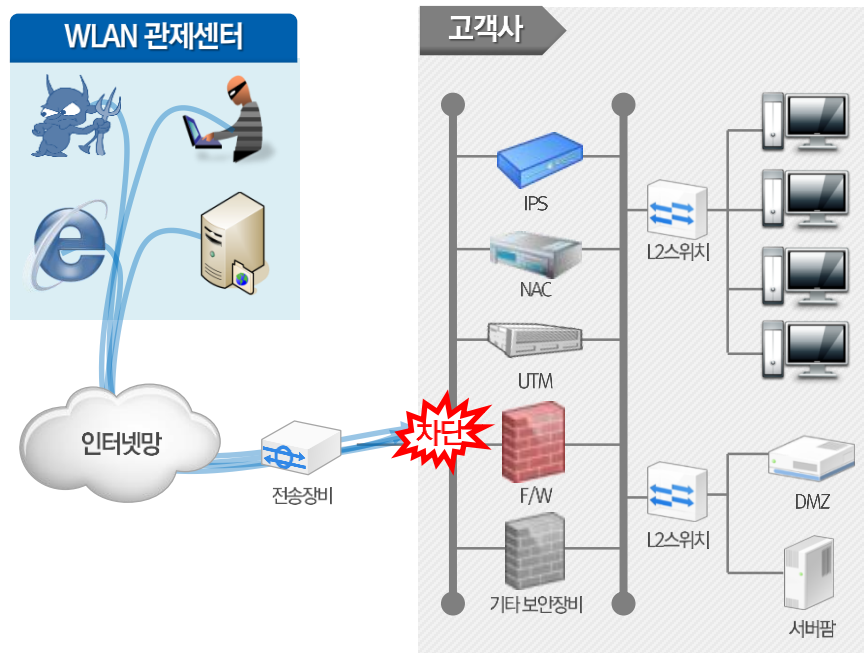 WLAN 관제센터
고객사
IPS
L2스위치
NAC
UTM
차단
인터넷망
전송장비
F/W
DMZ
L2스위치
기타 보안장비
서버팜